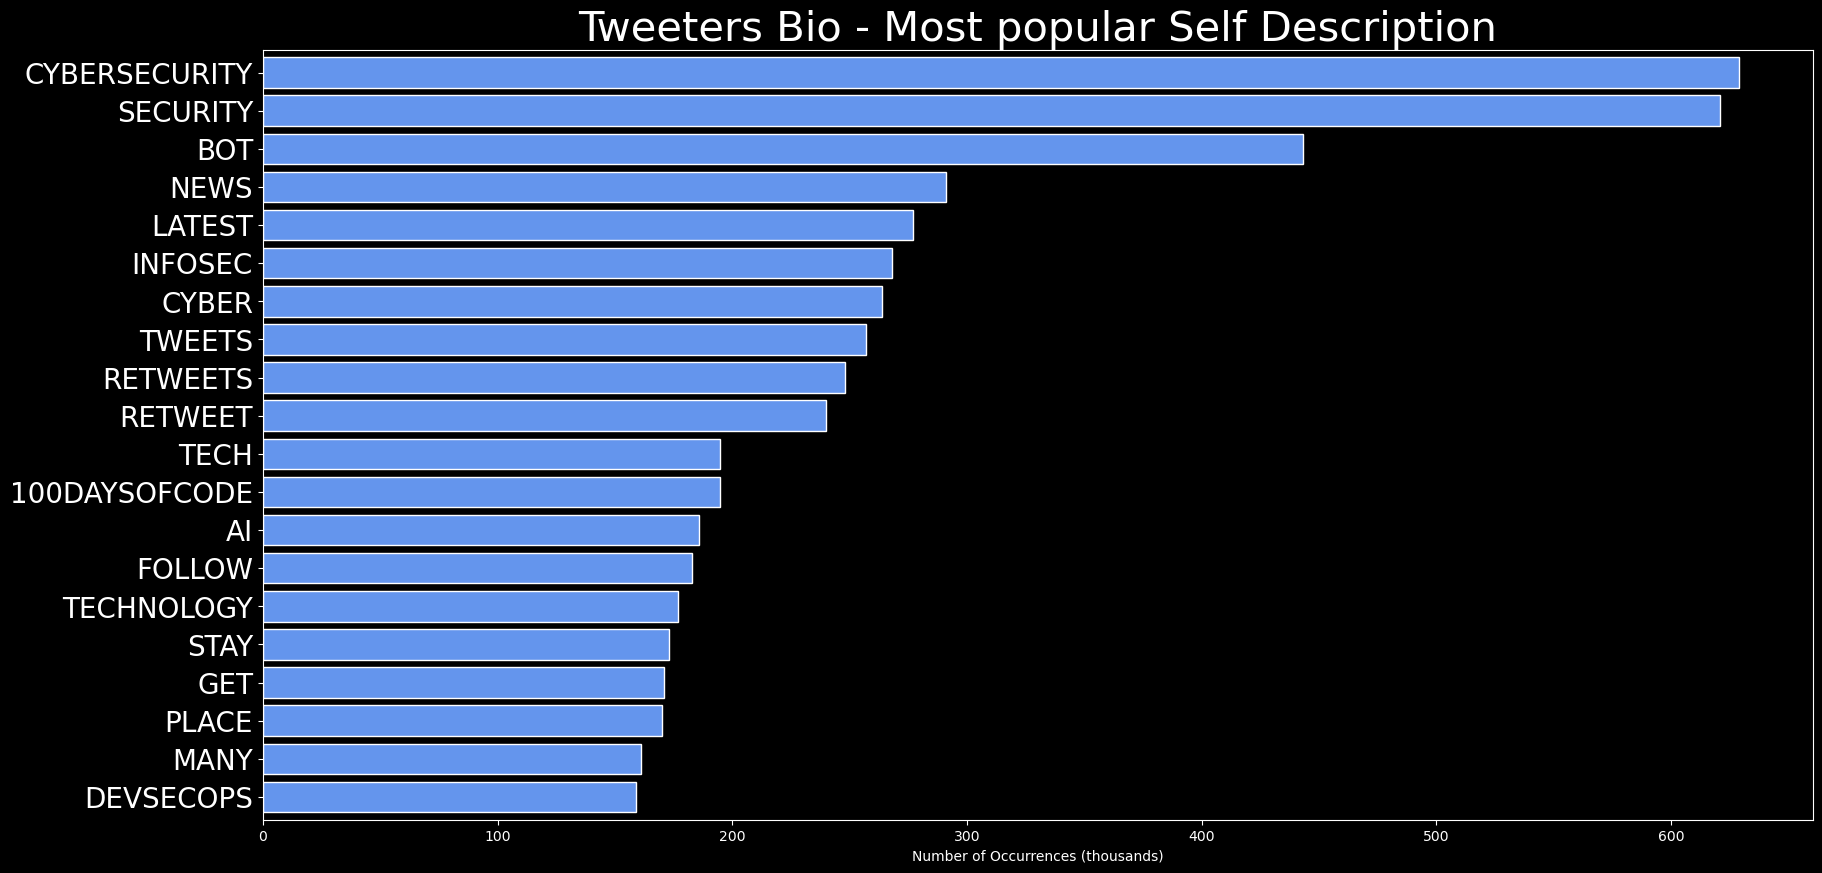 Tweeters Bio - Most popular Self Description
CYBERSECURITY
SECURITY
BOT
NEWS
LATEST
INFOSEC
CYBER
TWEETS
RETWEETS
RETWEET
TECH
100DAYSOFCODE
AI
FOLLOW
TECHNOLOGY
STAY
GET
PLACE
MANY
DEVSECOPS
0 100 200 300 400 500 600
Number of Occurrences (thousands)